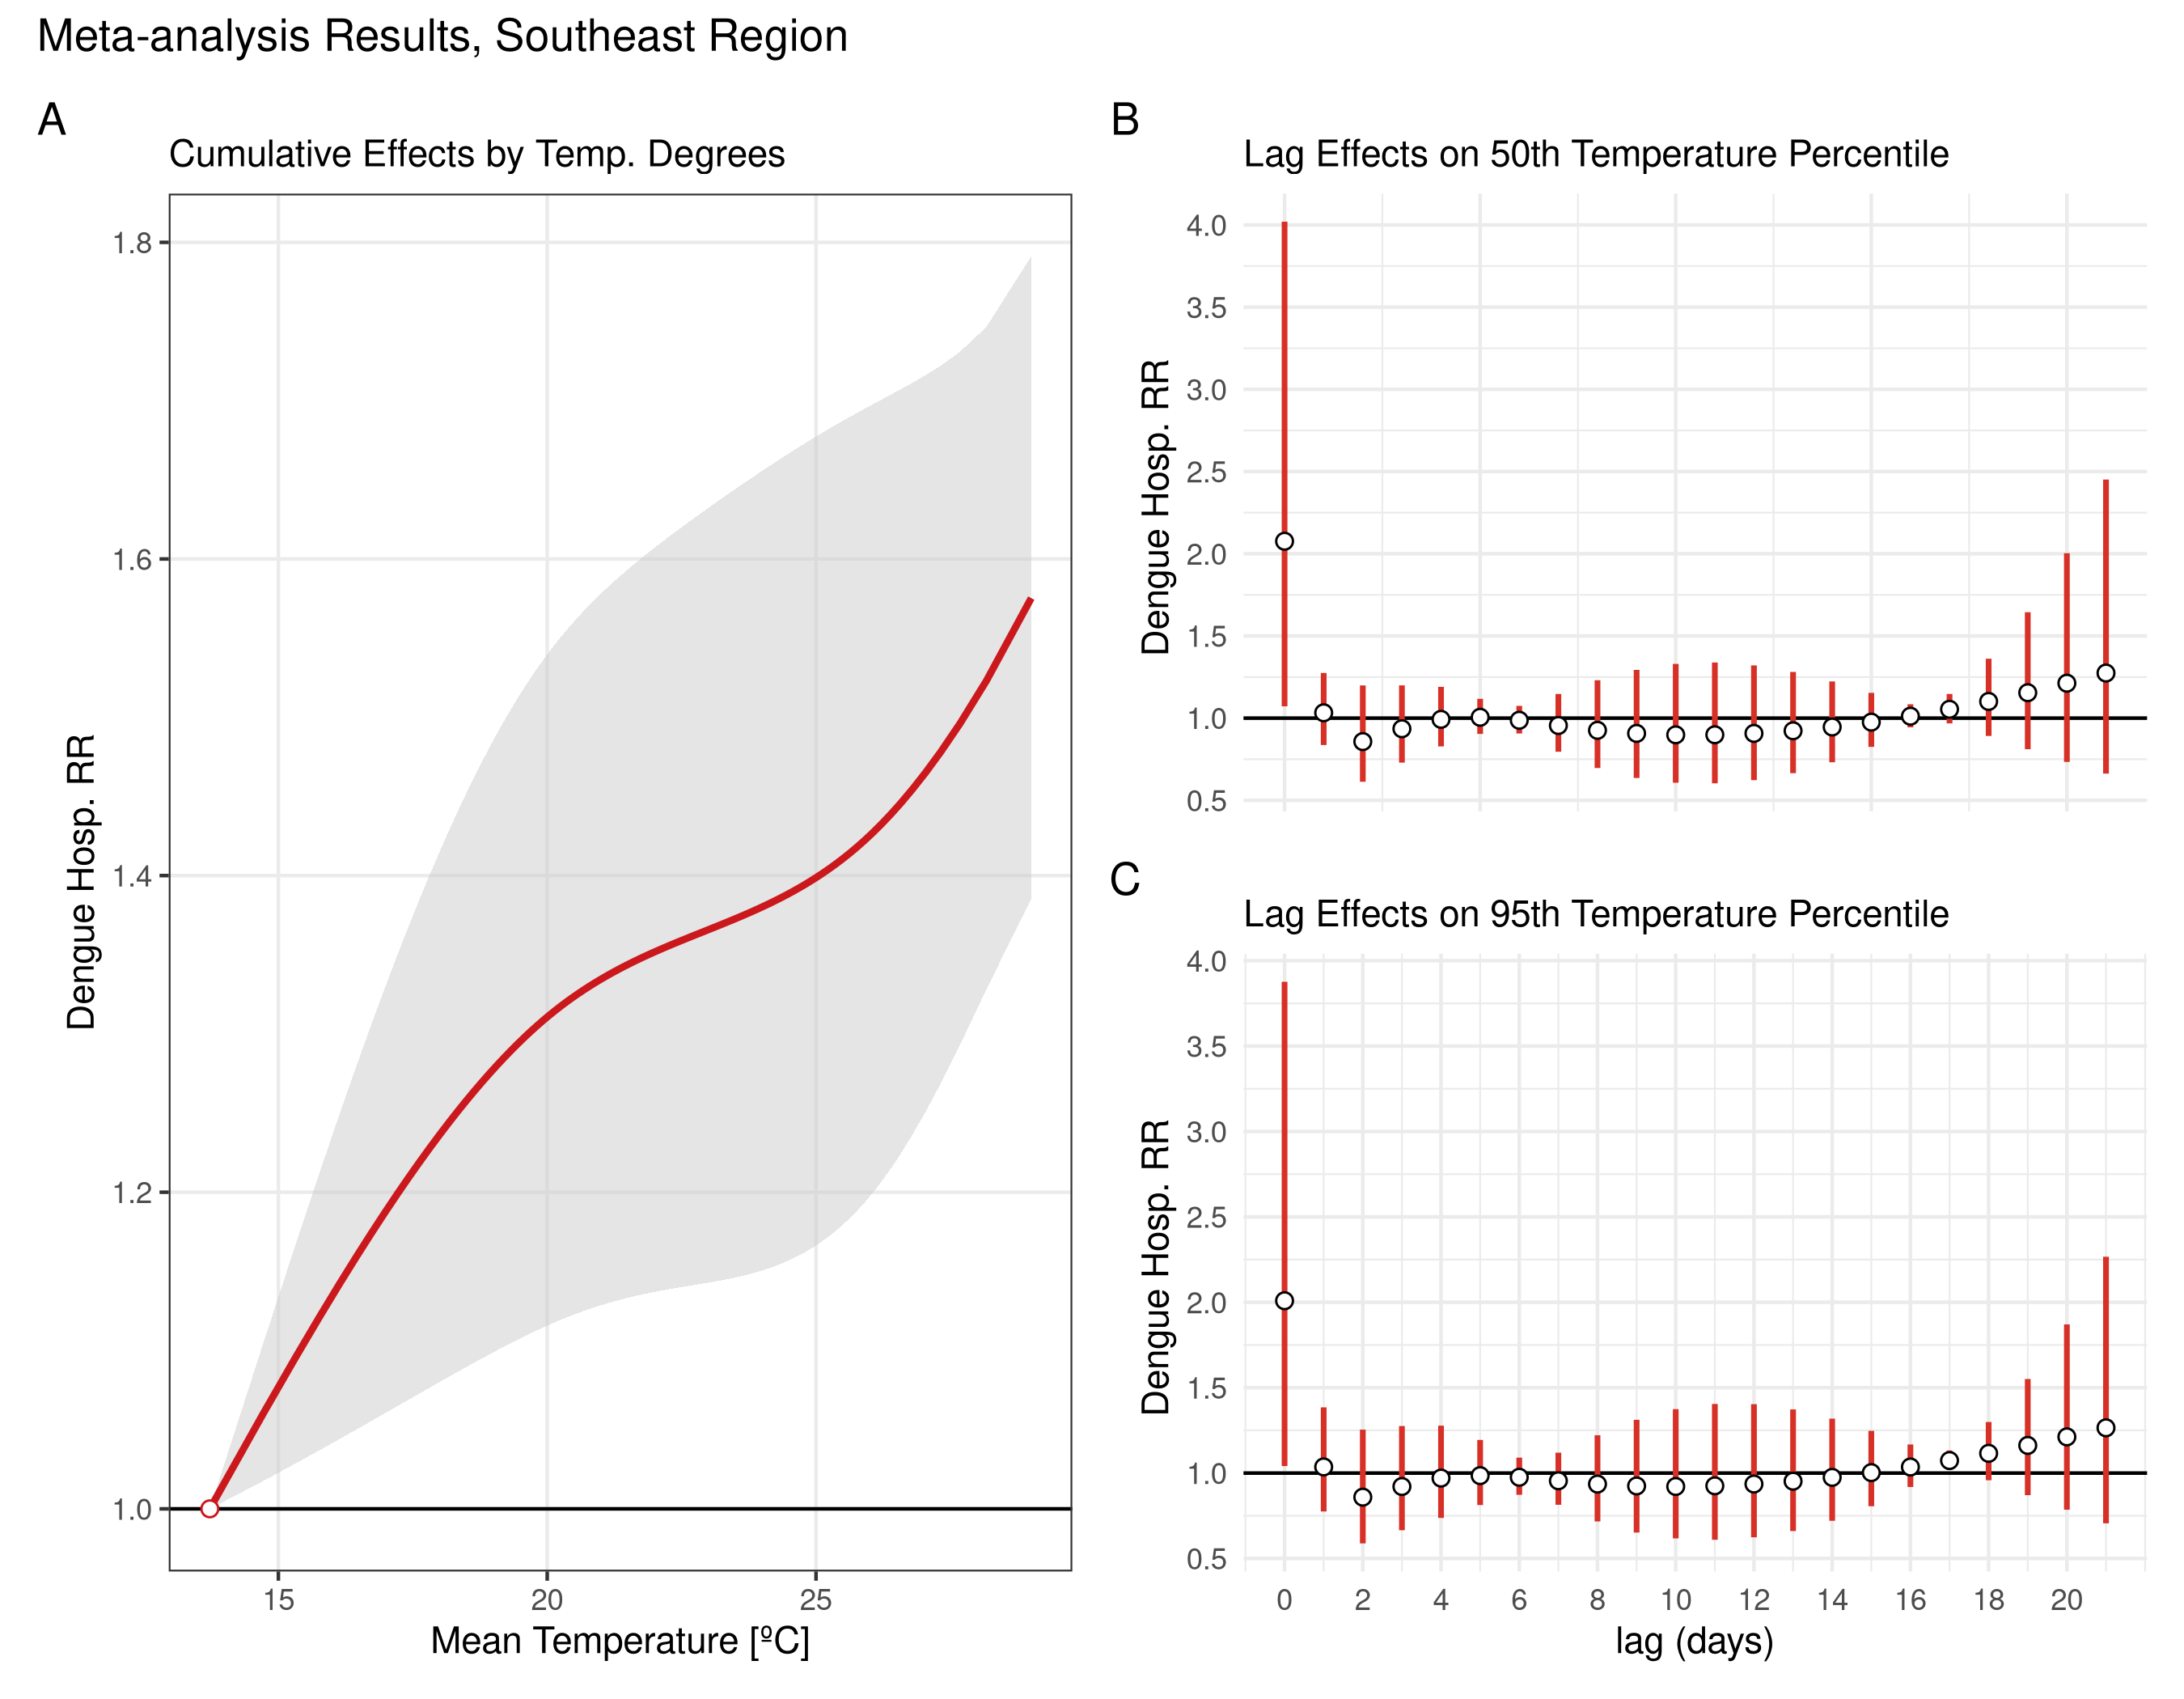 Meta-analysis Results, Southeast Region
A
Cumulative Effects by Temp. Degrees
Dengue Hosp. RR
1.8
1.6
1.4
1.2
1.0
15 20 25
Mean Temperature [ºC]
B
Lag Effects on 50th Temperature Percentile
Dengue Hosp. RR
4.0
3.5
3.0
2.5
2.0
1.5
1.0
0.5
C
Lag Effects on 95th Temperature Percentile
Dengue Hosp. RR
4.0
3.5
3.0
2.5
2.0
1.5
1.0
0.5
0 2 4 6 8 10 12 14 16 18 20
lag (days)